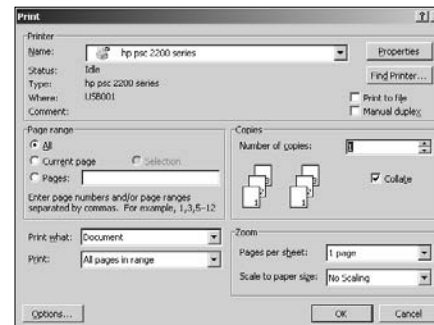 Print
Printer
Name: hp psc 2200 series Properties
Status: Idle Find Printer...
Type: hp psc 2200 series
Where: USB001 Print to file
Comment: Manual duplex
Page range
All
Current page Selection
Pages:
Enter page numbers and/or page ranges
separated by commas. For example, 1,3,5-12
Copies
Number of copies: 1
Collate
Print what: Document
Print: All pages in range
Zoom
Pages per sheet: 1 page
Scale to paper size: No Scaling
Options... OK Cancel